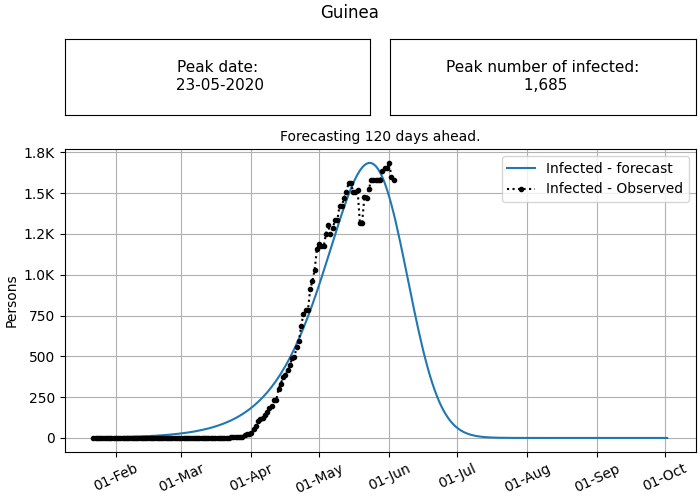 Guinea
Peak date:
23-05-2020
Peak number of infected:
1,685
Forecasting 120 days ahead.
1.8K
1.5K
1.2K
1.0K
750
500
250
0
Persons
Infected - forecast
Infected - Observed
01-Feb
01-Mar
01-Apr
01-May
01-Jun
01-Jul
01-Aug
01-Sep
01-Oct